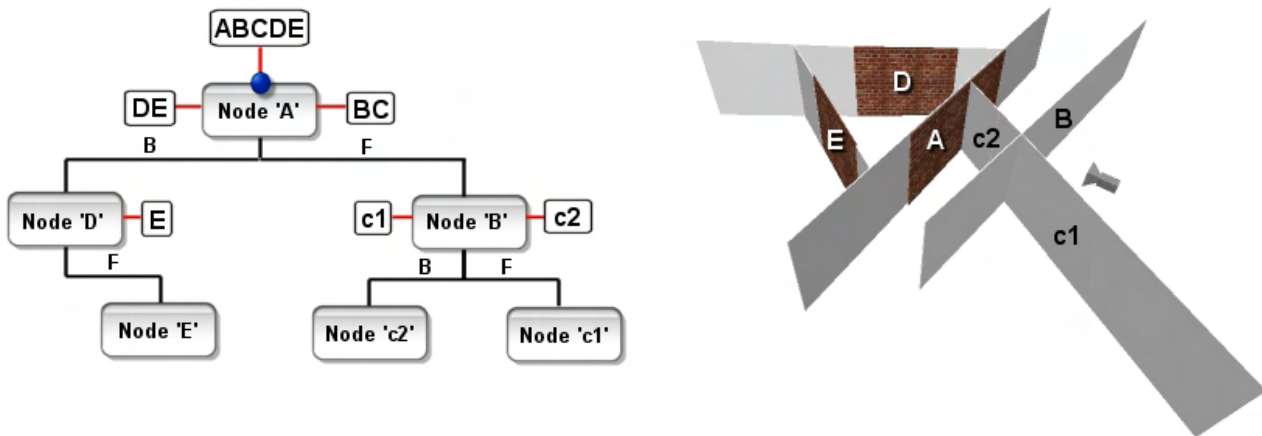 ABCDE
DE
Node 'A'
BC
B
F
Node 'D'
E
c1
Node 'B'
c2
F
B
F
Node 'E'
Node 'c2'
Node 'c1'
D
E
A
c2
B
c1